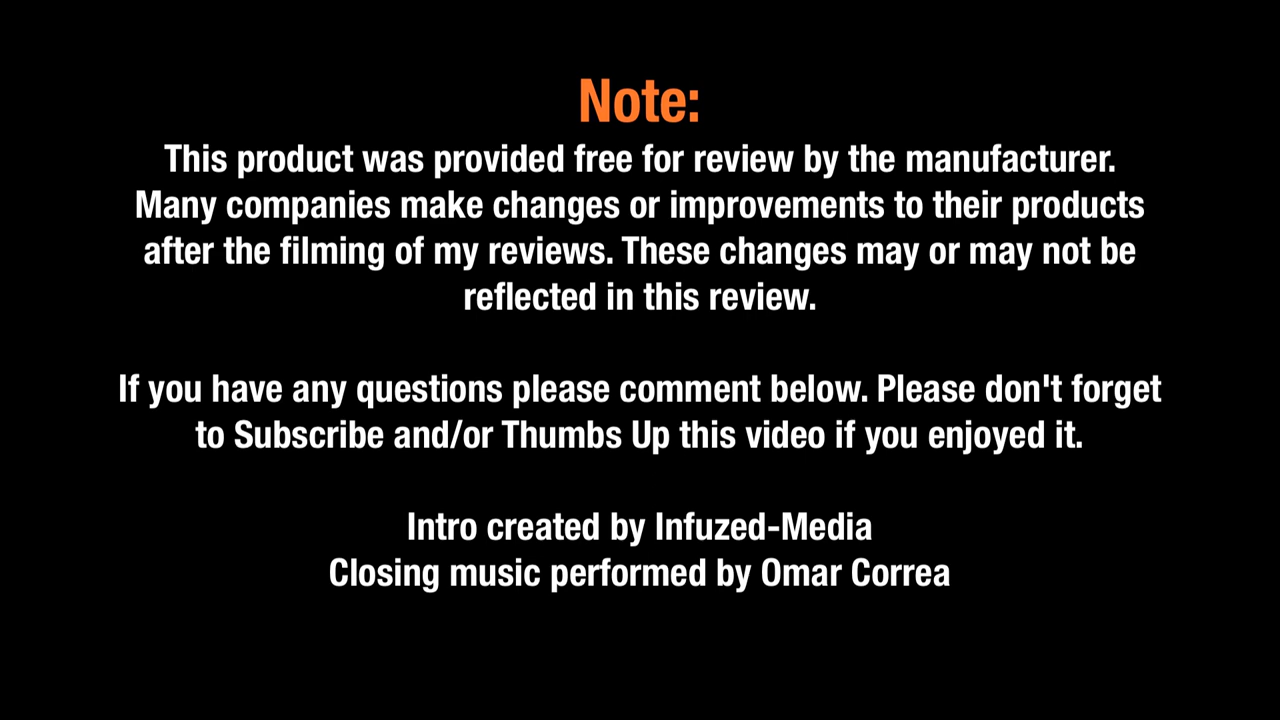 Note:
This product was provided free for review by the manufacturer.
Many companies make changes or improvements to their products
after the filming of my reviews. These changes may or may not be
reflected in this review.
If you have any questions please comment below. Please don't forget
to Subscribe and/or Thumbs Up this video if you enjoyed it.
Intro created by Infuzed-Media
Closing music performed by Omar Correa